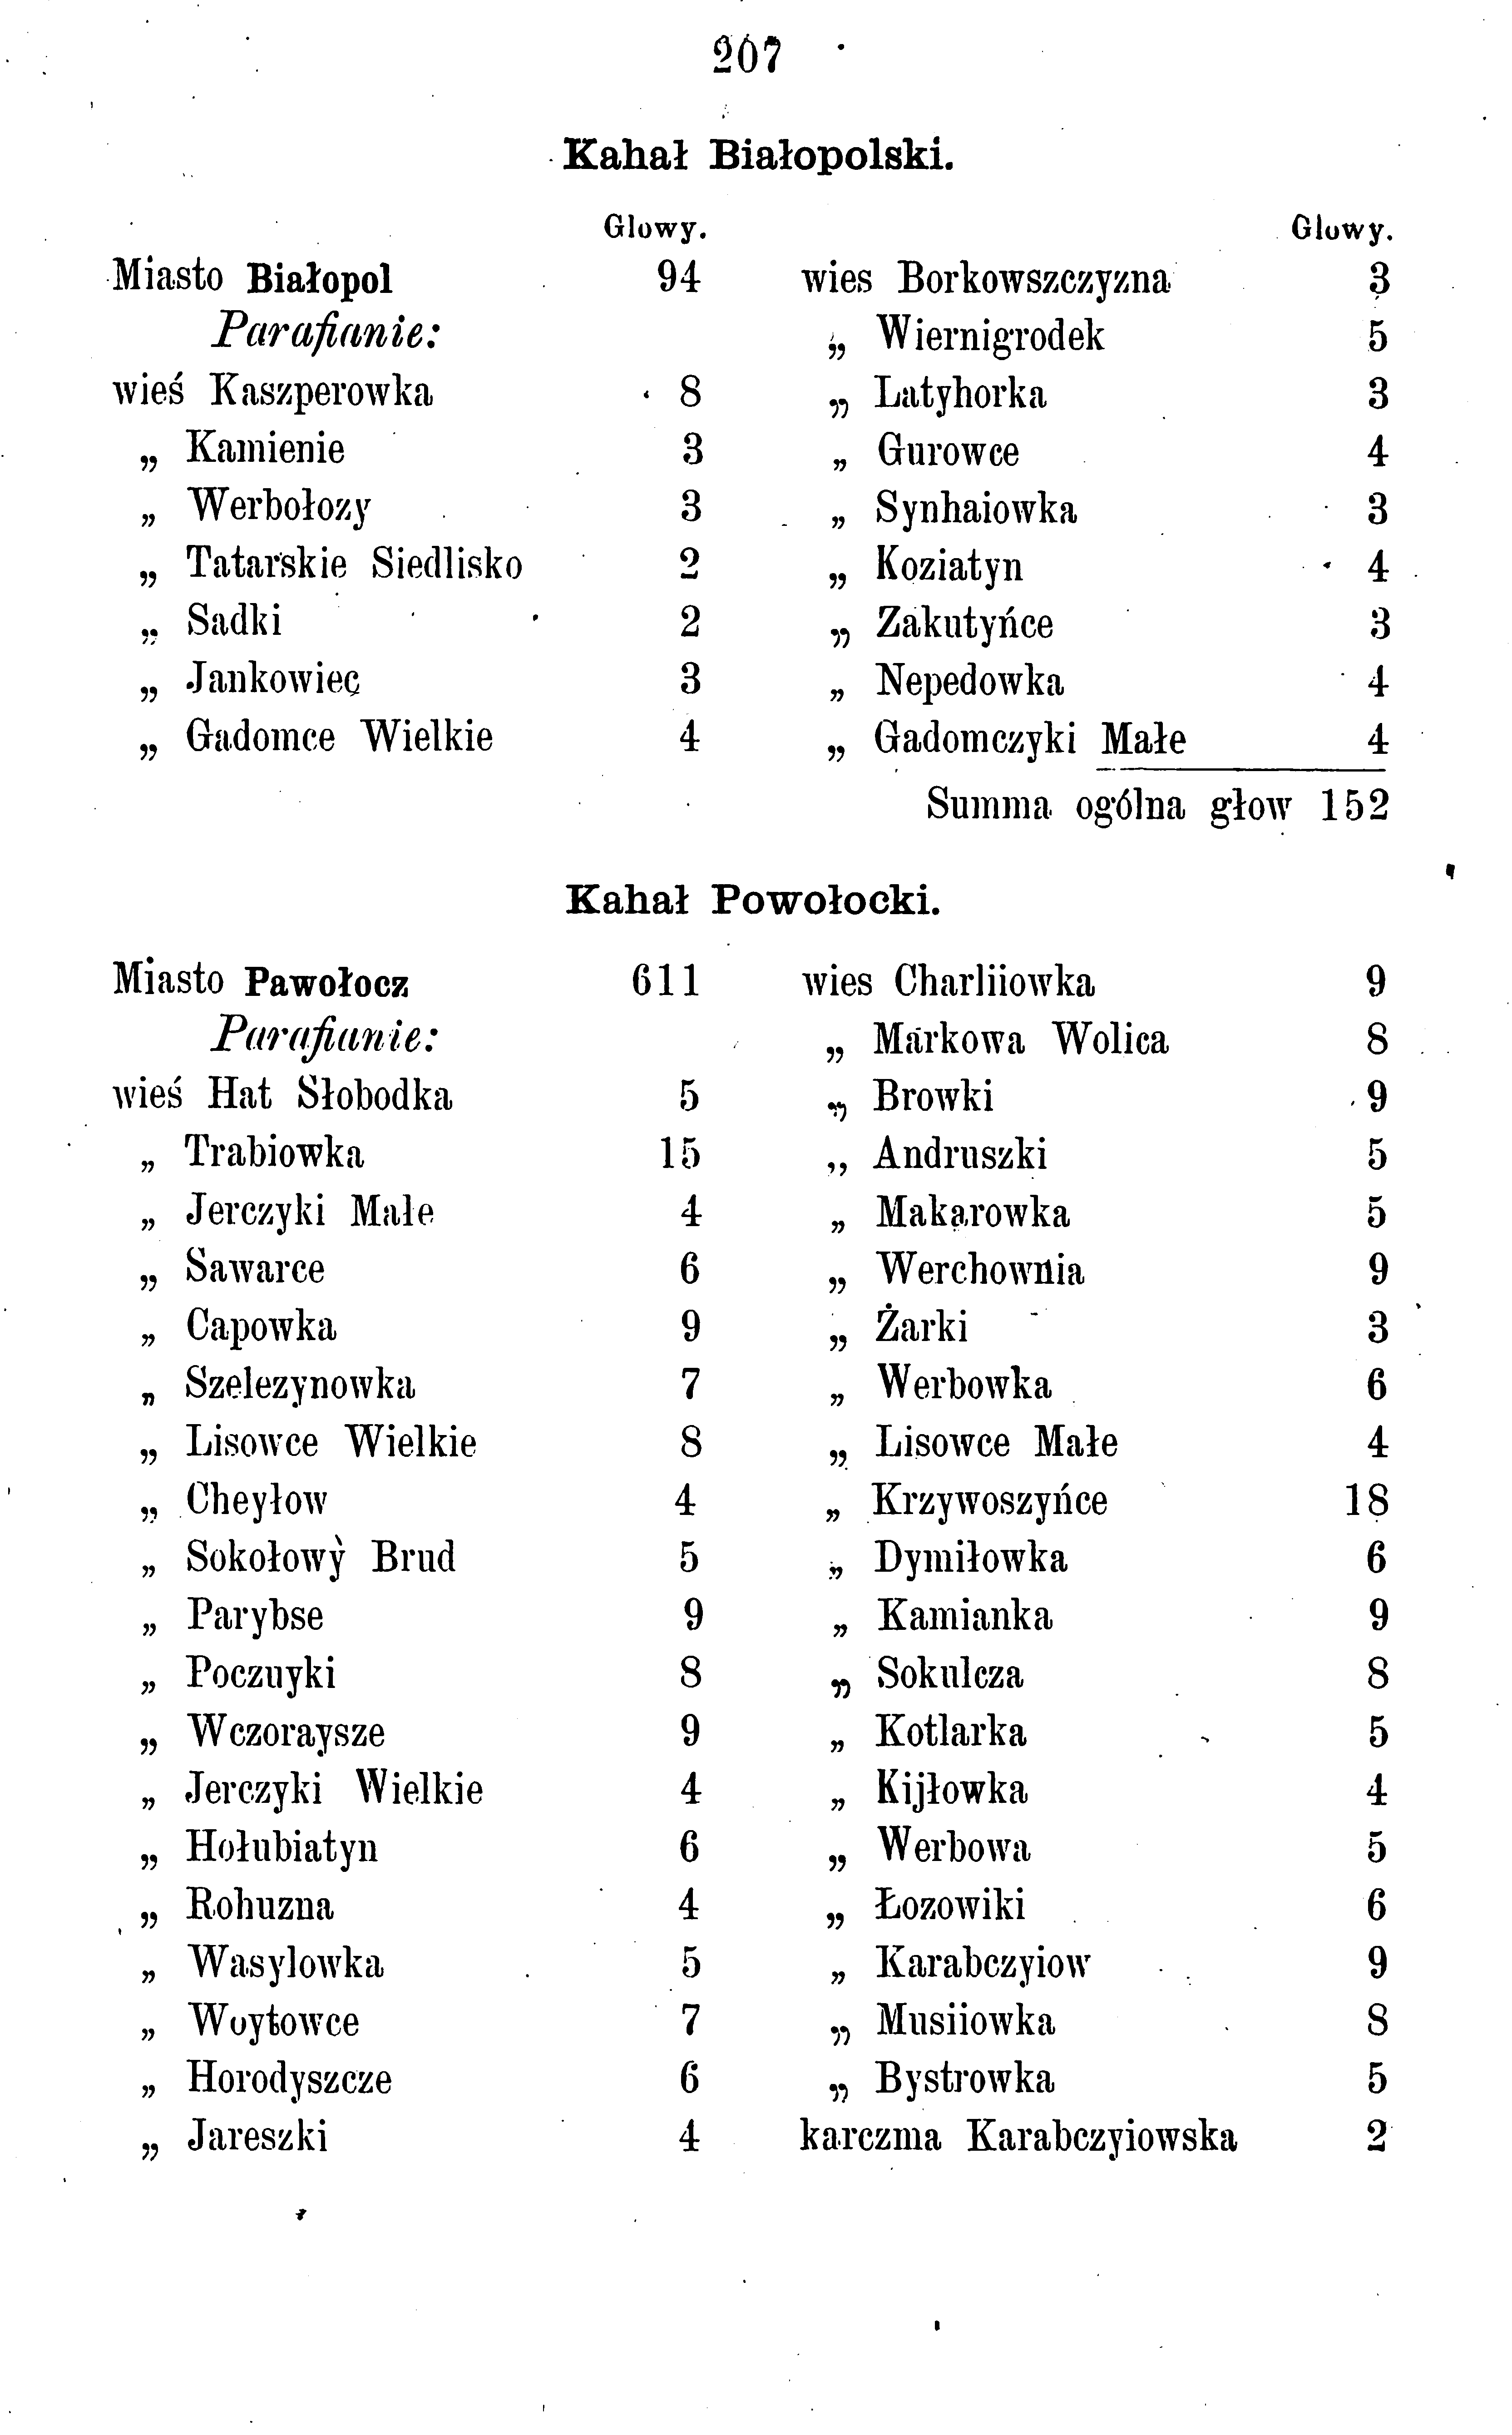 207
Kahał Białopolski.
Glowy.
Miasto Białopol 94
Parafianie:
wieś Kaszperowka 8
„ Kamienie 3
„ Werbołozy 3
„ Tatarskie Siedlisko 2
„ Sadki 2
„ Jankowiec 3
„ Gadomce Wielkie 4
Glowy.
wies Borkowszczyzna 3
„ Wiernigrodek 5
„ Latyhorka 3
„ Gurowce 4
„ Synhaiowka 3
„ Koziatyn 4
„ Zakutyńce 3
„ Nepedowka 4
„ Gadomczyki Małe 4
Summa ogólna głow 152
Kahał Powołocki.
Miasto Pawołocz 611
Parafianie:
wieś Hat Słobodka 5
„ Trabiowka 15
„ Jerczyki Małe 4
„ Sawarce 6
„ Capowka 9
„ Szelezynowka 7
„ Lisowce Wielkie 8
„ Cheyłow 4
„ Sokołowy Brud 5
„ Parybse 9
„ Poczuyki 8
„ Wczoraysze 9
„ Jerczyki Wielkie 4
„ Hołubiatyn 6
„ Rohuzna 4
„ Wasylowka 5
„ Woytowce 7
„ Horodyszcze 6
„ Jareszki 4
wies Charliiowka 9
„ Markowa Wolica 8
„ Browki 9
„ Andruszki 5
„ Makarowka 5
„ Werchownia 9
„ Żarki 3
„ Werbowka 6
„ Lisowce Małe 4
„ Krzywoszyńce 18
„ Dymiłowka 6
„ Kamianka 9
„ Sokulcza 8
„ Kotlarka 5
„ Kijłowka 4
„ Werbowa 5
„ Łozowiki 6
„ Karabczyiow 9
„ Musiiowka 8
„ Bystrowka 5
karczma Karabczyiowska 2